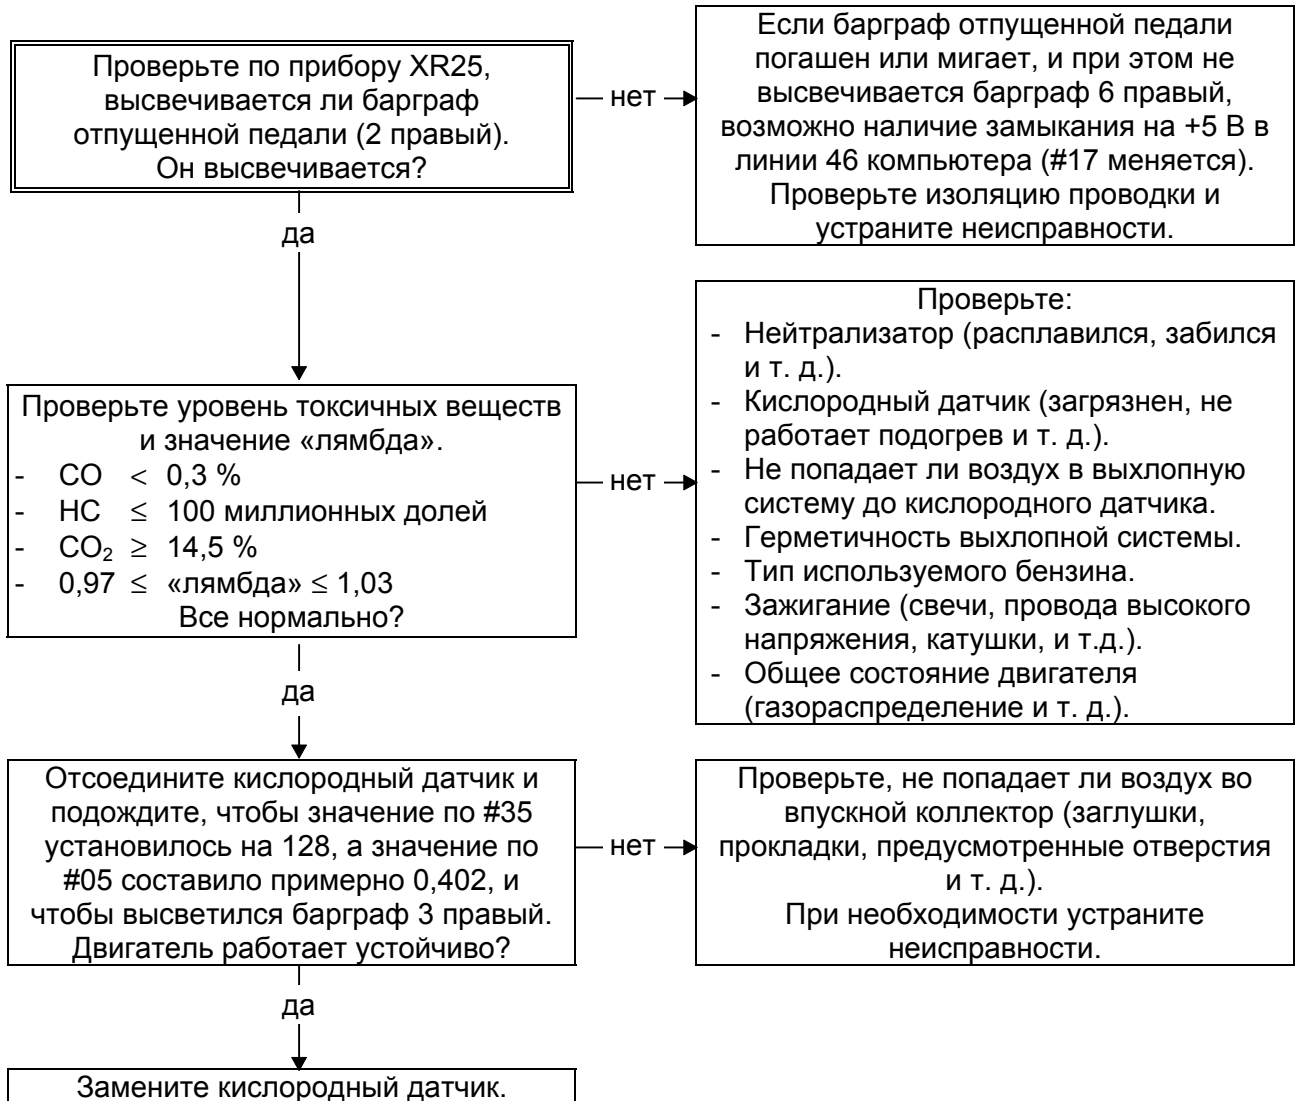 Проверьте по прибору XR25,
высвечивается ли барграф
отпущенной педали (2 правый).
Он высвечивается?
нет
Если барграф отпущенной педали
погашен или мигает, и при этом не
высвечивается барграф 6 правый,
возможно наличие замыкания на +5 В в
линии 46 компьютера (#17 меняется).
Проверьте изоляцию проводки и
устраните неисправности.
да
Проверьте уровень токсичных веществ
и значение «лямбда».
- CO < 0,3 %
- HC ≤ 100 миллионных долей
- CO₂ ≥ 14,5 %
- 0,97 ≤ «лямбда» ≤ 1,03
Все нормально?
нет
Проверьте:
- Нейтрализатор (расплавился, забился
и т. д.).
- Кислородный датчик (загрязнен, не
работает подогрев и т. д.).
- Не попадает ли воздух в выхлопную
систему до кислородного датчика.
- Герметичность выхлопной системы.
- Тип используемого бензина.
- Зажигание (свечи, провода высокого
напряжения, катушки, и т.д.).
- Общее состояние двигателя
(газораспределение и т. д.).
да
Отсоедините кислородный датчик и
подождите, чтобы значение по #35
установилось на 128, а значение по
#05 составило примерно 0,402, и
чтобы высветился барграф 3 правый.
Двигатель работает устойчиво?
нет
Проверьте, не попадает ли воздух во
впускной коллектор (заглушки,
прокладки, предусмотренные отверстия
и т. д.).
При необходимости устраните
неисправности.
да
Замените кислородный датчик.